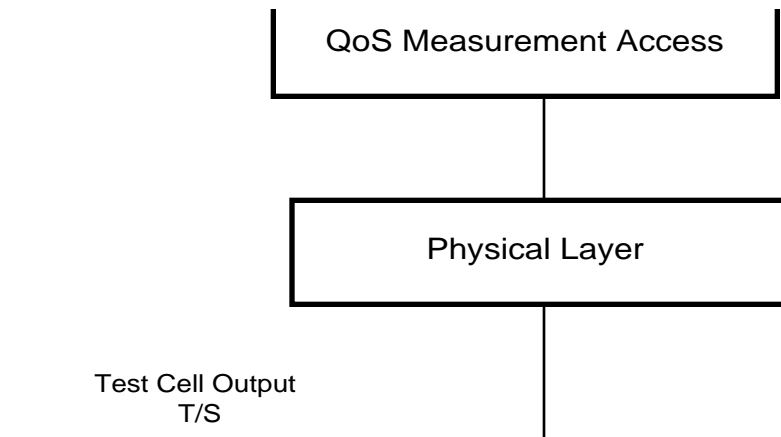 QoS Measurement Access
Physical Layer
Test Cell Output
T/S